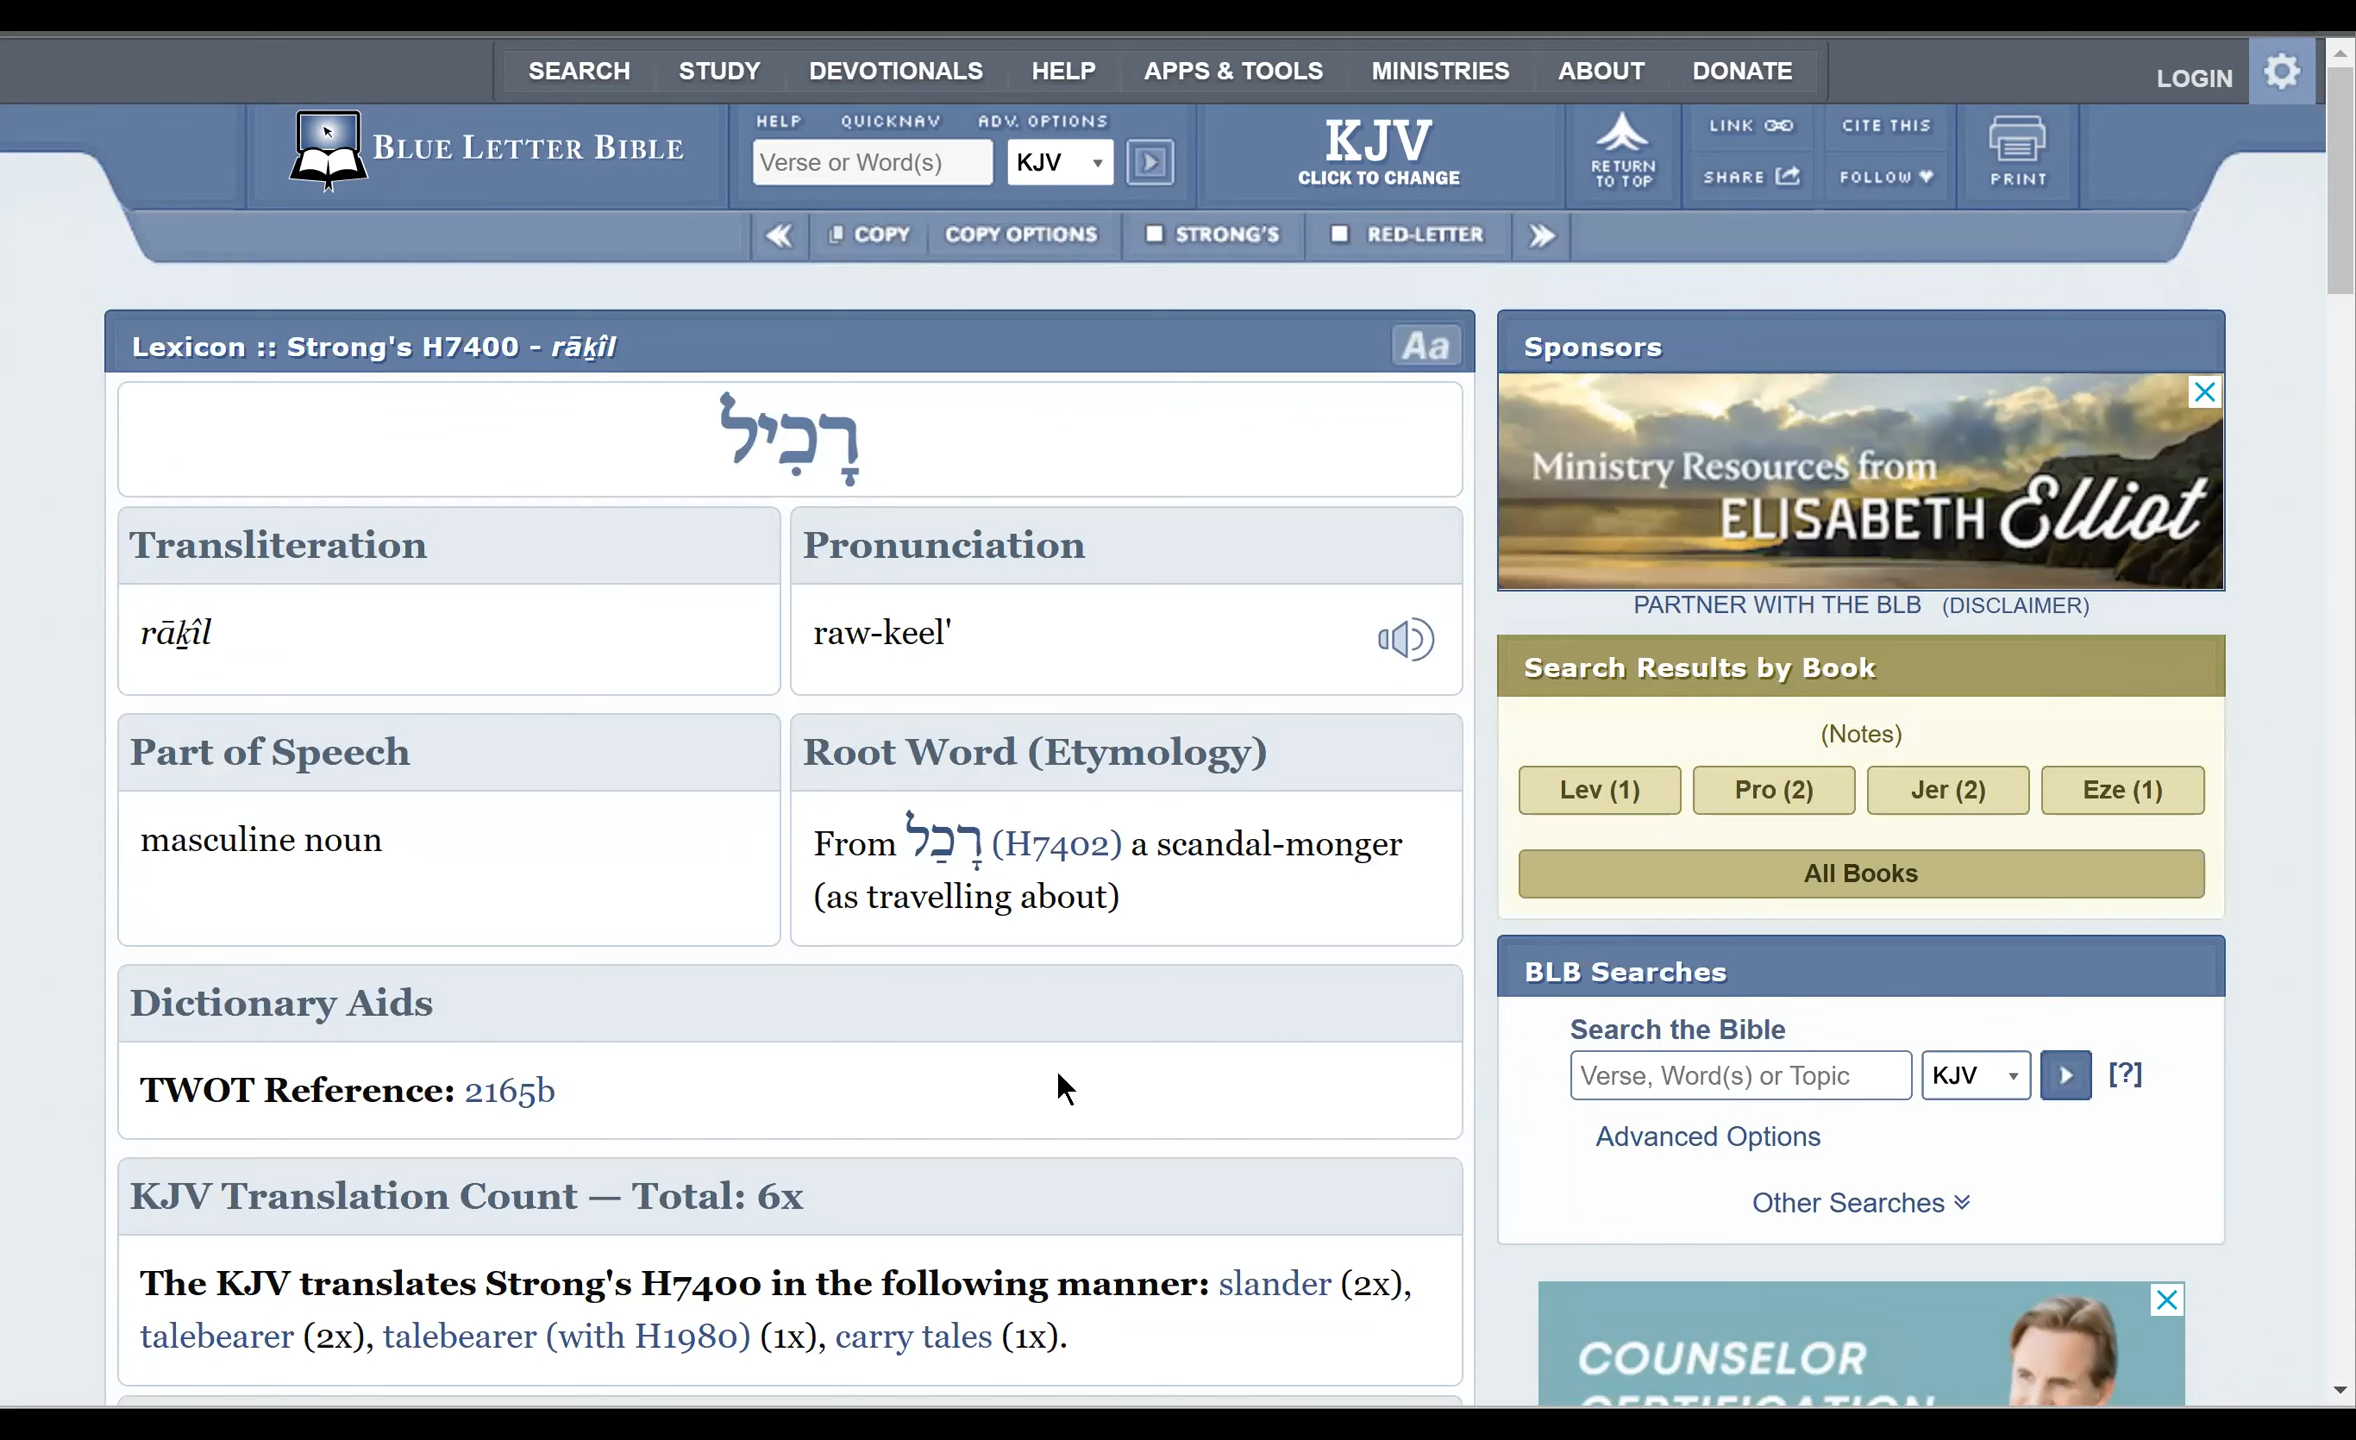 SEARCH STUDY DEVOTIONALS HELP APPS & TOOLS MINISTRIES ABOUT DONATE LOGIN
BLUE LETTER BIBLE
HELP QUICKNAV ADV. OPTIONS
Verse or Word(s) KJV
KJV
CLICK TO CHANGE
RETURN
TO TOP
LINK CITE THIS
SHARE FOLLOW
PRINT
COPY COPY OPTIONS STRONG'S RED-LETTER
Lexicon :: Strong's H7400 - rāḵîl Aa
רָכִיל
Transliteration
rāḵîl
Pronunciation
raw-keel'
Part of Speech
masculine noun
Root Word (Etymology)
From רָכַל (H7402) a scandal-monger
(as travelling about)
Dictionary Aids
TWOT Reference: 2165b
KJV Translation Count — Total: 6x
The KJV translates Strong's H7400 in the following manner: slander (2x),
talebearer (2x), talebearer (with H1980) (1x), carry tales (1x).
Sponsors
Ministry Resources from
ELISABETH Elliot
PARTNER WITH THE BLB (DISCLAIMER)
Search Results by Book
(Notes)
Lev (1) Pro (2) Jer (2) Eze (1)
All Books
BLB Searches
Search the Bible
Verse, Word(s) or Topic KJV [?]
Advanced Options
Other Searches
COUNSELOR
CERTIFICATION